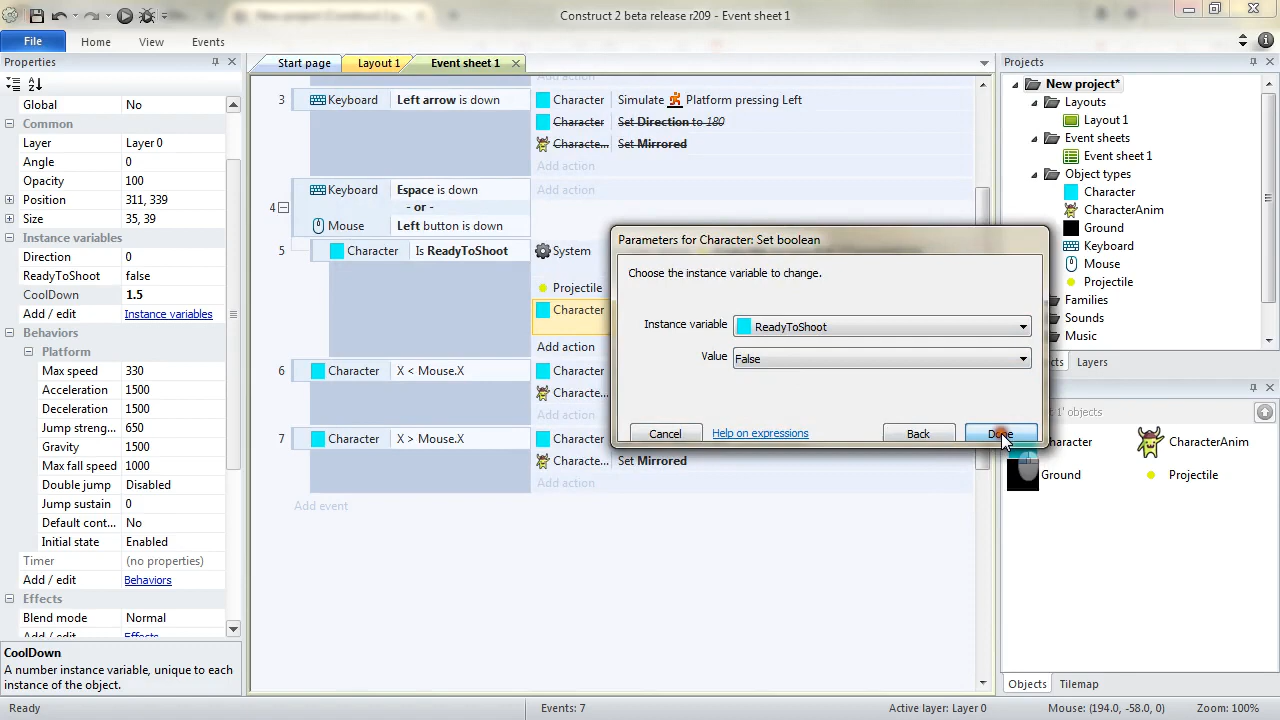 Construct 2 beta release r209 - Event sheet 1
File Home View Events
Properties
Start page Layout 1 Event sheet 1
Projects
Global No
Common
Layer Layer 0
Angle 0
Opacity 100
Position 311, 339
Size 35, 39
Instance variables
Direction 0
ReadyToShoot false
CoolDown 1.5
Add / edit Instance variables
Behaviors
Platform
Max speed 330
Acceleration 1500
Deceleration 1500
Jump streng... 650
Gravity 1500
Max fall speed 1000
Double jump Disabled
Jump sustain 0
Default cont... No
Initial state Enabled
Timer (no properties)
Add / edit Behaviors
Effects
Blend mode Normal
Add / edit Effects
CoolDown
A number instance variable, unique to each
instance of the object.
Add action
3 Keyboard Left arrow is down Character Simulate Platform pressing Left
Character Set Direction to 180
Characte... Set Mirrored
Add action
4 Keyboard Espace is down Add action
- or -
Mouse Left button is down
5 Character Is ReadyToShoot System
Projectile
Character
Add action
6 Character X < Mouse.X Character
Characte...
Add action
7 Character X > Mouse.X Character
Characte... Set Mirrored
Add action
Add event
Parameters for Character: Set boolean
Choose the instance variable to change.
Instance variable ReadyToShoot
Value False
Cancel Help on expressions Back
New project*
Layouts
Layout 1
Event sheets
Event sheet 1
Object types
Character
CharacterAnim
Ground
Keyboard
Mouse
Projectile
Families
Sounds
Music
Layers
objects
CharacterAnim
Ground Projectile
Objects Tilemap
Ready Events: 7 Active layer: Layer 0 Mouse: (194.0, -58.0, 0) Zoom: 100%